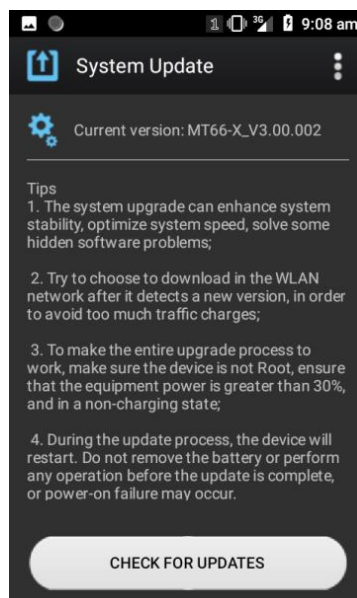 1 3G 9:08 am
System Update
Current version: MT66-X_V3.00.002
Tips
1. The system upgrade can enhance system
stability, optimize system speed, solve some
hidden software problems;
2. Try to choose to download in the WLAN
network after it detects a new version, in order
to avoid too much traffic charges;
3. To make the entire upgrade process to
work, make sure the device is not Root, ensure
that the equipment power is greater than 30%,
and in a non-charging state;
4. During the update process, the device will
restart. Do not remove the battery or perform
any operation before the update is complete,
or power-on failure may occur.
CHECK FOR UPDATES